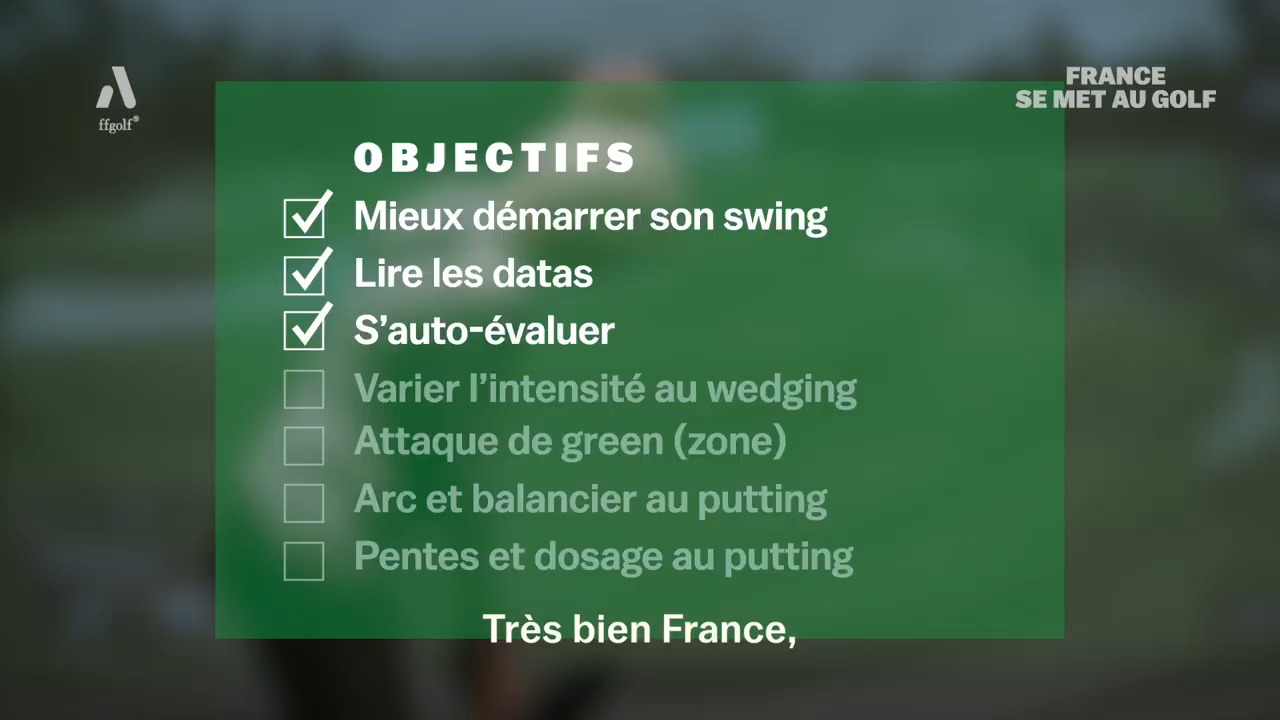 ffgolf®
FRANCE
SE MET AU GOLF
OBJECTIFS
Mieux démarrer son swing
Lire les datas
S'auto-évaluer
Varier l'intensité au wedging
Attaque de green (zone)
Arc et balancier au putting
Pentes et dosage au putting
Très bien France,